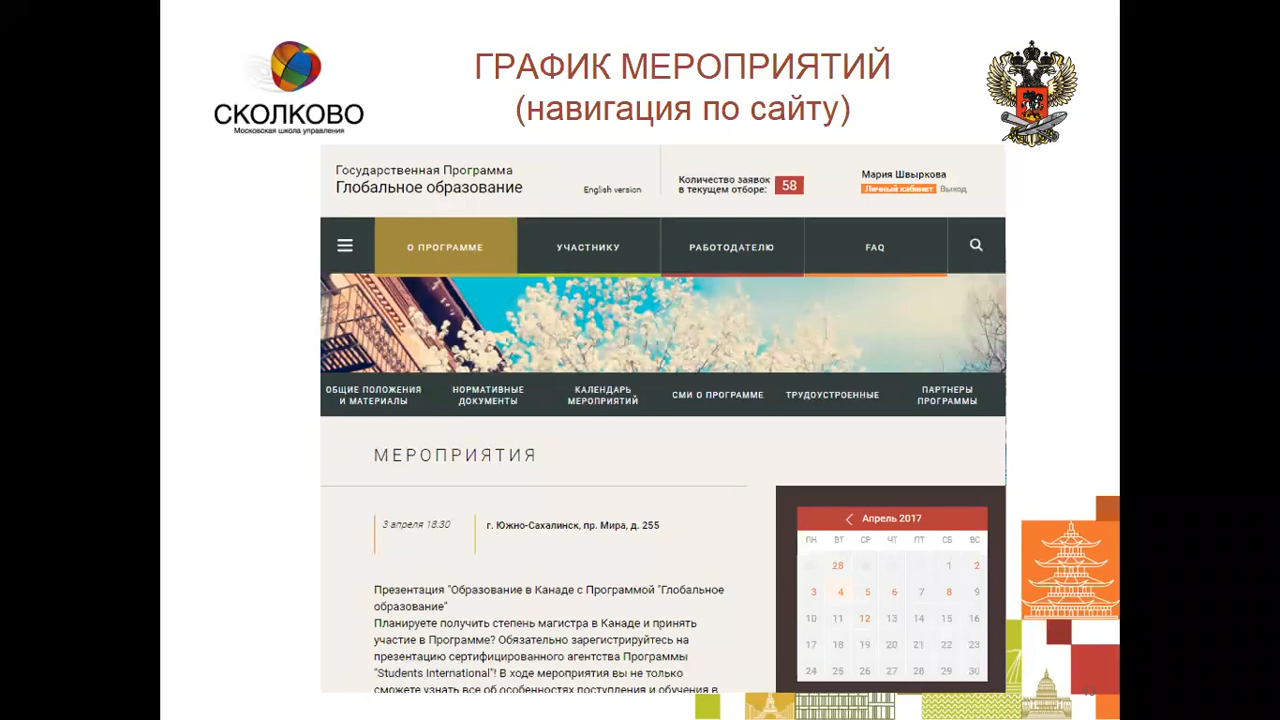 ГРАФИК МЕРОПРИЯТИЙ
(навигация по сайту)
СКОЛКОВО
Московская школа управления
Государственная Программа
Глобальное образование
English version
Количество заявок
в текущем отборе:
58
Мария Швыркова
Личный кабинет Выход
О ПРОГРАММЕ
УЧАСТНИКУ
РАБОТОДАТЕЛЮ
FAQ
ОБЩИЕ ПОЛОЖЕНИЯ
И МАТЕРИАЛЫ
НОРМАТИВНЫЕ
ДОКУМЕНТЫ
КАЛЕНДАРЬ
МЕРОПРИЯТИЙ
СМИ О ПРОГРАММЕ
ТРУДОУСТРОЕННЫЕ
ПАРТНЕРЫ
ПРОГРАММЫ
МЕРОПРИЯТИЯ
3 апреля 18:30
г. Южно-Сахалинск, пр. Мира, д. 255
Презентация "Образование в Канаде с Программой "Глобальное
образование"
Планируете получить степень магистра в Канаде и принять
участие в Программе? Обязательно зарегистрируйтесь на
презентацию сертифицированного агентства Программы
"Students International"! В ходе мероприятия вы не только
сможете узнать все об особенностях поступления и обучения в
Апрель 2017
ПН ВТ СР ЧТ ПТ СБ ВС
28 1 2
3 4 5 6 7 8 9
10 11 12 13 14 15 16
17 18 19 20 21 22 23
24 25 26 27 28 29 30